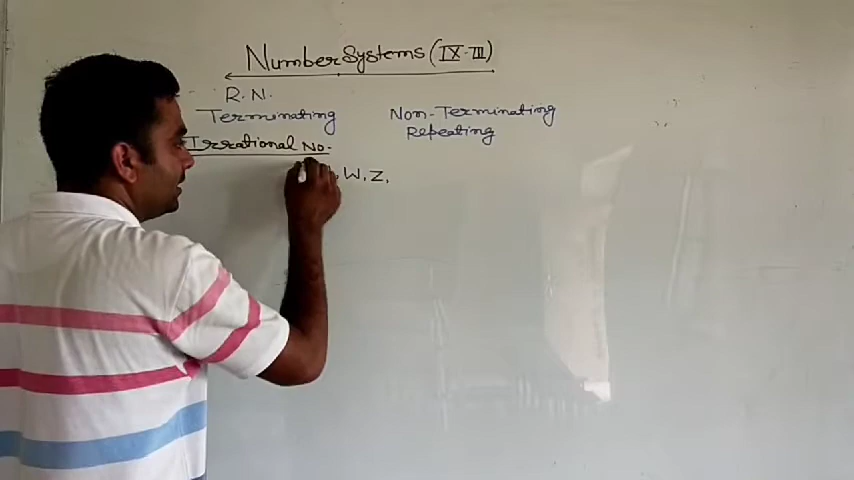 Number Systems (IX-III)
R.N.
Terminating Non-Terminating
Repeating
Irrational No.
W, Z,